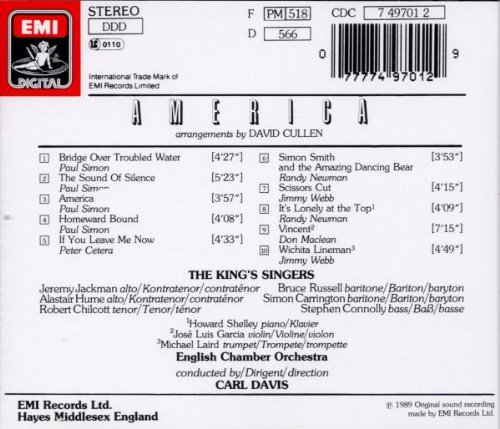 EMI
DIGITAL
STEREO
DDD
LC 0110
International Trade Mark of
EMI Records Limited
F PM 518
D 566
CDC 7 49701 2
0 77774 97012 9
AMERICA
arrangements by DAVID CULLEN
1 Bridge Over Troubled Water [4'27"]
Paul Simon
2 The Sound Of Silence [5'23"]
Paul Simon
3 America [3'57"]
Paul Simon
4 Homeward Bound [4'08"]
Paul Simon
5 If You Leave Me Now [4'33"]
Peter Cetera
6 Simon Smith [3'53"]
and the Amazing Dancing Bear
Randy Newman
7 Scissors Cut [4'15"]
Jimmy Webb
8 It's Lonely at the Top¹ [4'09"]
Randy Newman
9 Vincent² [7'15"]
Don Maclean
10 Wichita Lineman³ [4'49"]
Jimmy Webb
THE KING'S SINGERS
Jeremy Jackman alto/Kontratenor/contraténor
Alastair Hume alto/Kontratenor/contraténor
Robert Chilcott tenor/Tenor/ténor
Bruce Russell baritone/Bariton/baryton
Simon Carrington baritone/Bariton/baryton
Stephen Connolly bass/Baß/basse
¹Howard Shelley piano/Klavier
²José Luis Garcia violin/Violine/violon
³Michael Laird trumpet/Trompete/trompette
English Chamber Orchestra
conducted by/Dirigent/direction
CARL DAVIS
EMI Records Ltd.
Hayes Middlesex England
℗ 1989 Original sound recording
made by EMI Records Ltd.